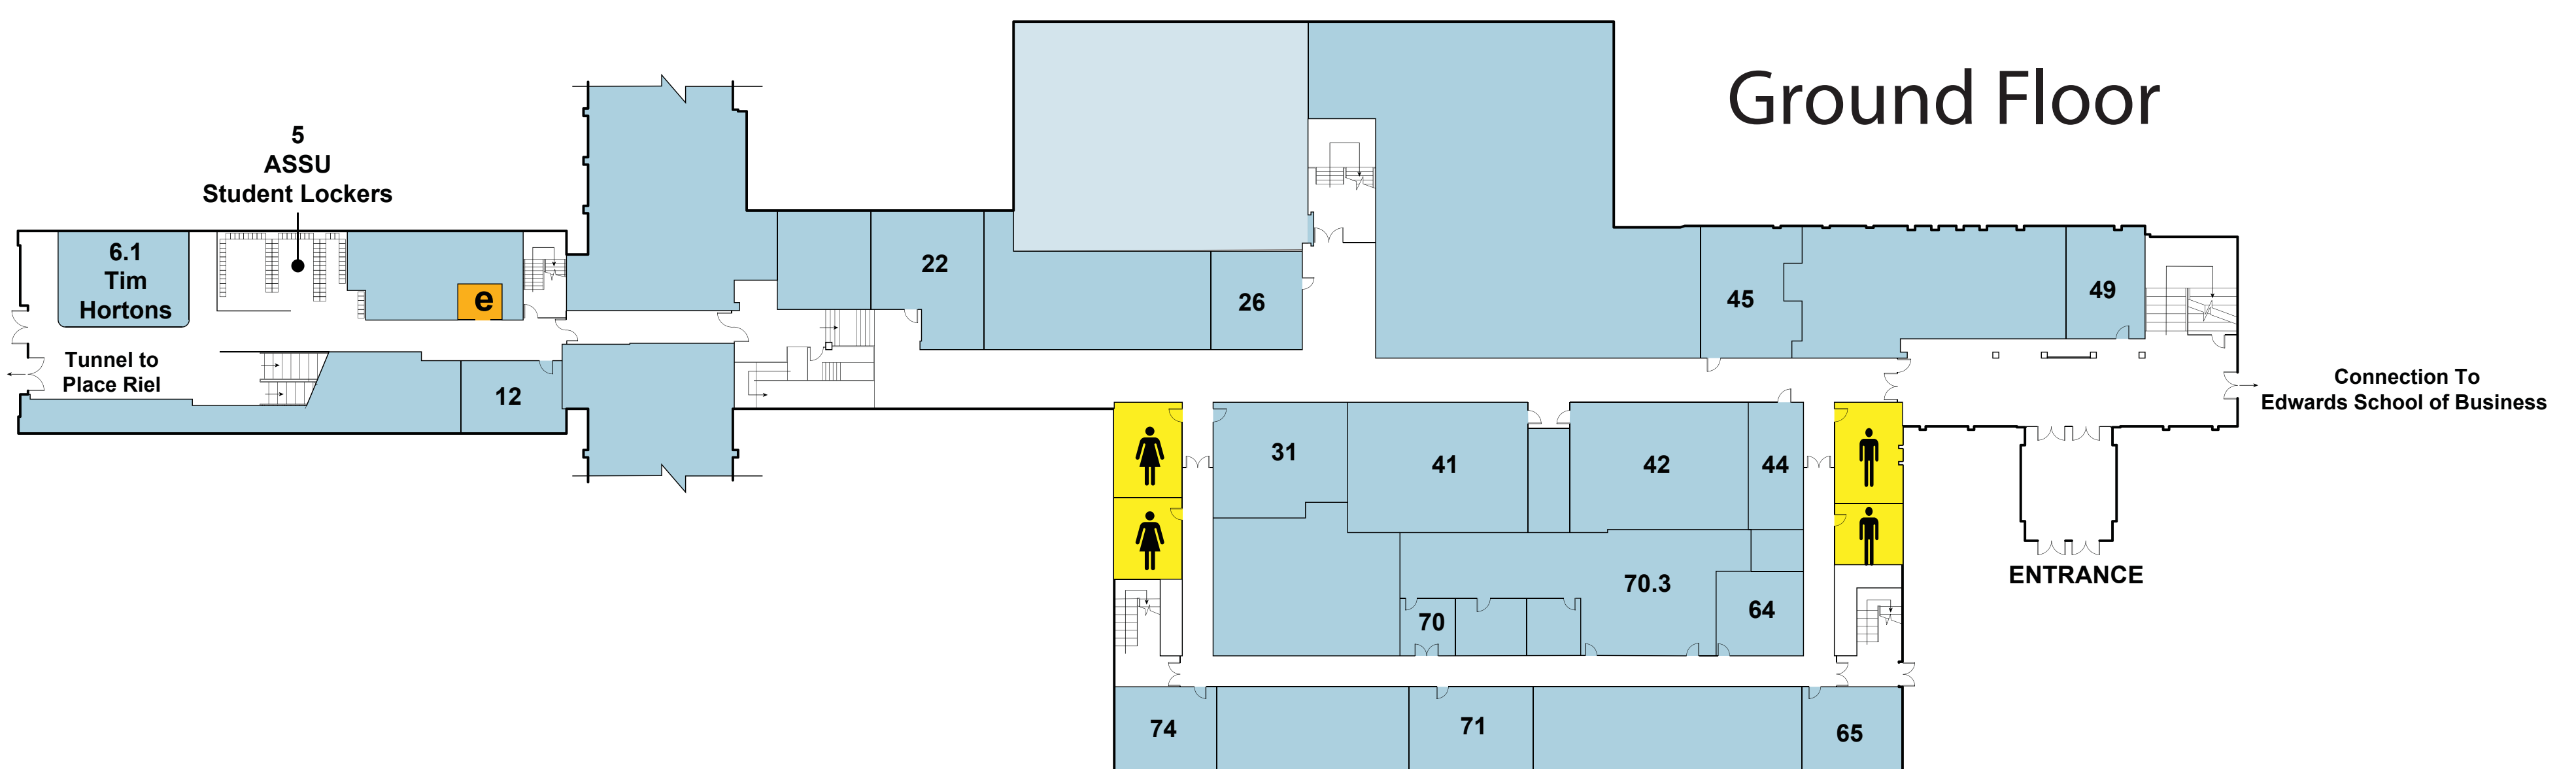 Ground Floor
5
ASSU
Student Lockers
6.1
Tim
Hortons
e
22
26
45
49
Tunnel to
Place Riel
12
Connection To
Edwards School of Business
31
41
42
44
ENTRANCE
70.3
64
70
74
71
65